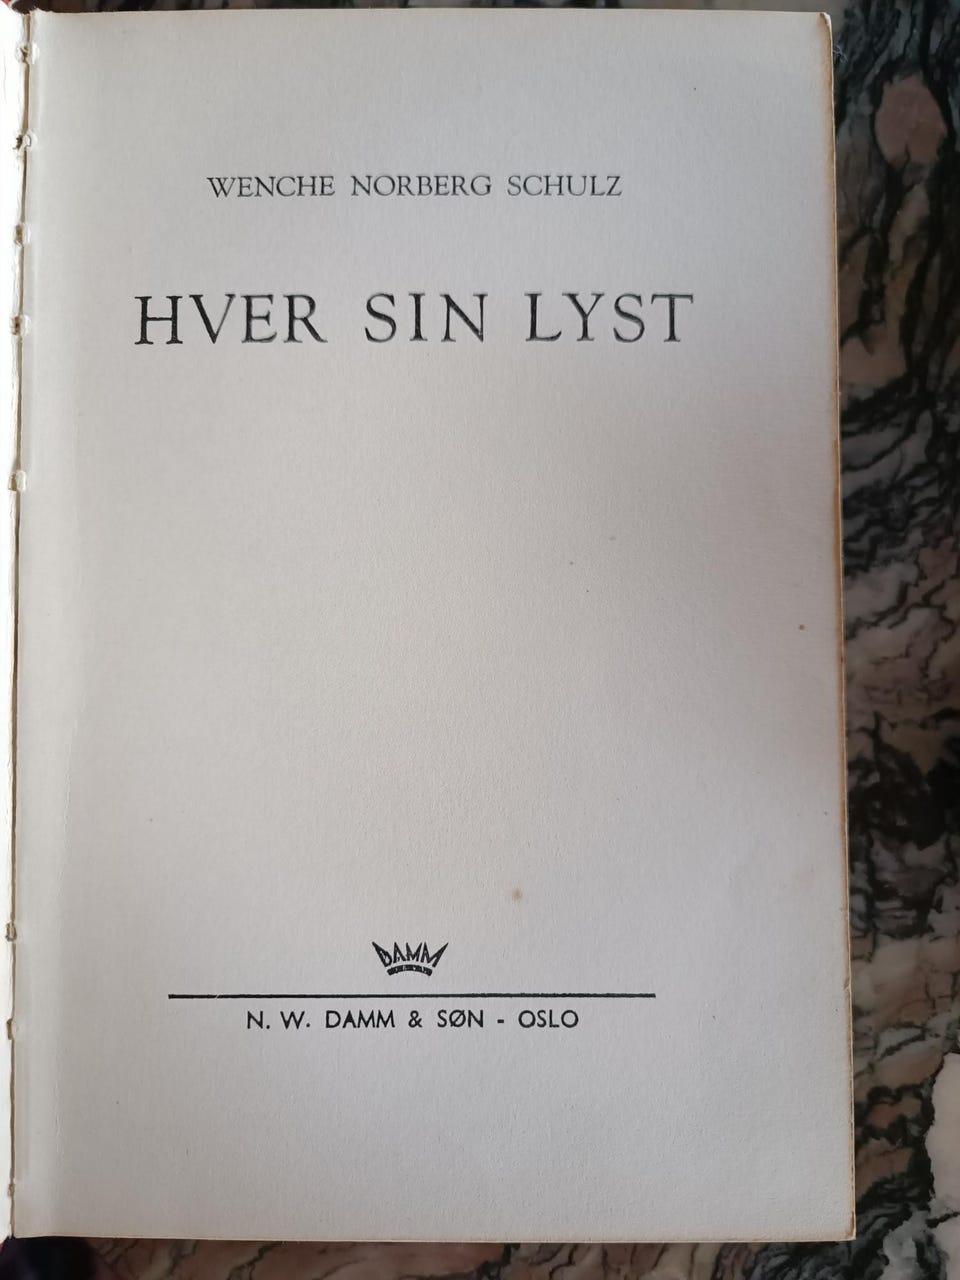 WENCHE NORBERG SCHULZ
HVER SIN LYST
DAMM
N. W. DAMM & SØN - OSLO